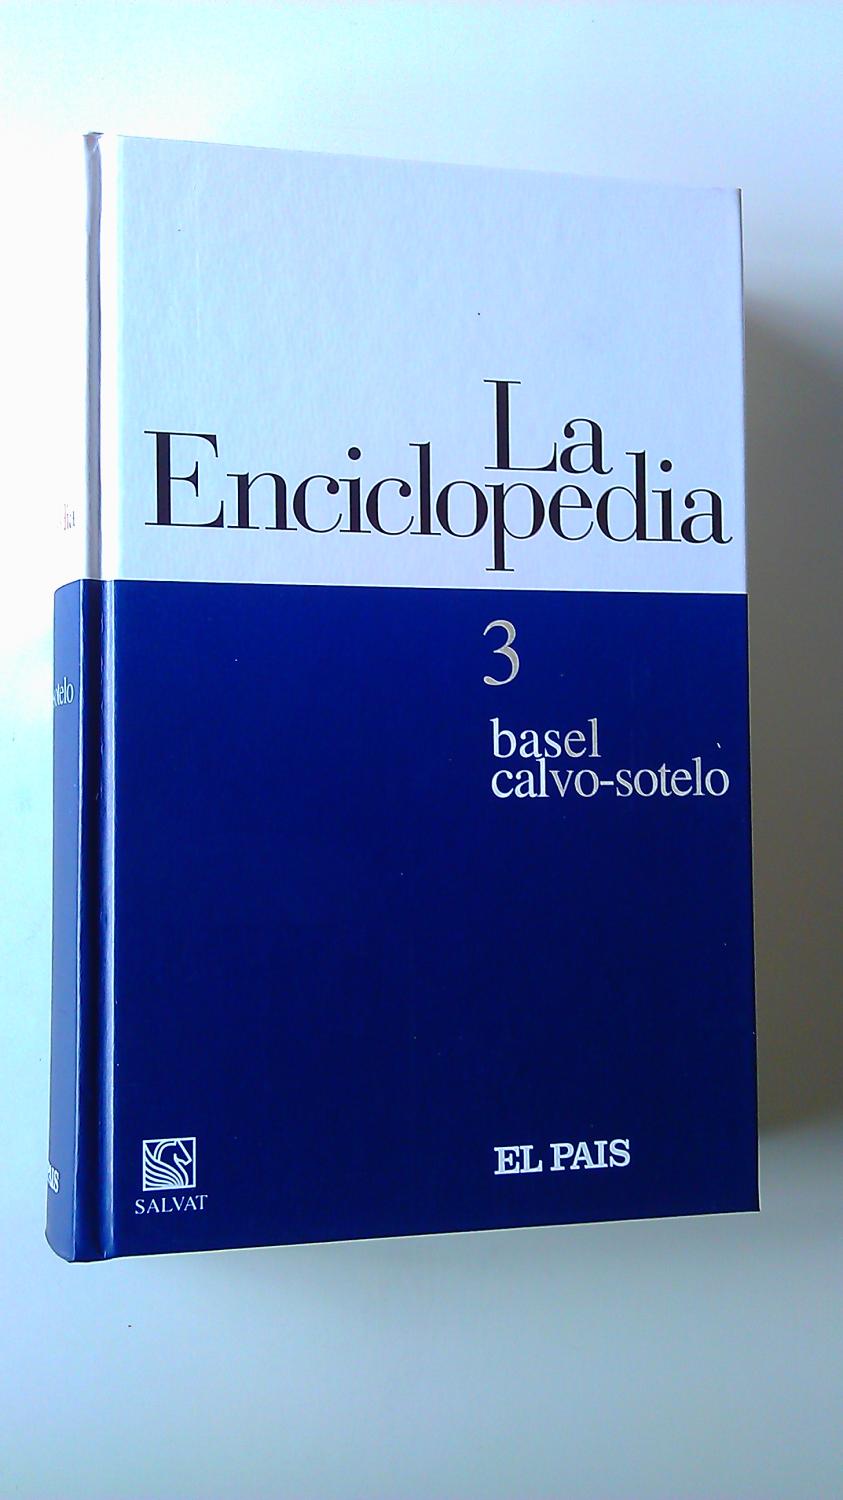 La
Enciclopedia
3
basel
calvo-sotelo
SALVAT
EL PAIS